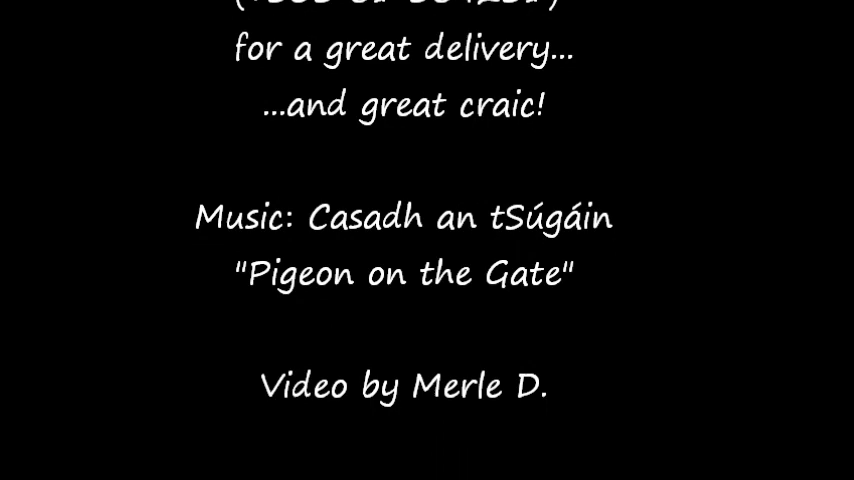 for a great delivery...
...and great craic!
Music: Casadh an tSúgáin
"Pigeon on the Gate"
Video by Merle D.